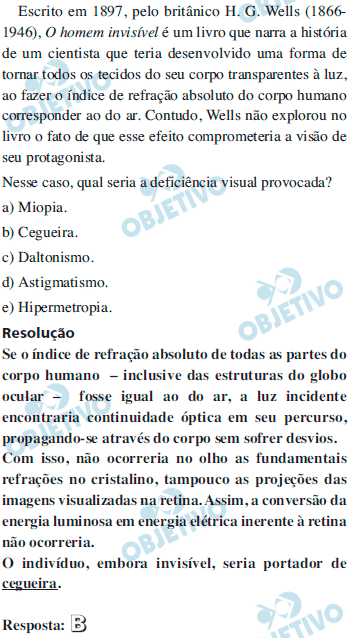 Escrito em 1897, pelo britânico H. G. Wells (1866-
1946), O homem invisível é um livro que narra a história
de um cientista que teria desenvolvido uma forma de
tornar todos os tecidos do seu corpo transparentes à luz,
ao fazer o índice de refração absoluto do corpo humano
corresponder ao do ar. Contudo, Wells não explorou no
livro o fato de que esse efeito comprometeria a visão de
seu protagonista.
Nesse caso, qual seria a deficiência visual provocada?
a) Miopia.
b) Cegueira.
c) Daltonismo.
d) Astigmatismo.
e) Hipermetropia.
Resolução
Se o índice de refração absoluto de todas as partes do
corpo humano – inclusive das estruturas do globo
ocular – fosse igual ao do ar, a luz incidente
encontraria continuidade óptica em seu percurso,
propagando-se através do corpo sem sofrer desvios.
Com isso, não ocorreria no olho as fundamentais
refrações no cristalino, tampouco as projeções das
imagens visualizadas na retina. Assim, a conversão da
energia luminosa em energia elétrica inerente à retina
não ocorreria.
O indivíduo, embora invisível, seria portador de
cegueira.
Resposta: B
OBJETIVO
OBJETIVO
OBJETIVO
OBJETIVO
OBJETIVO
OBJETIVO
OBJETIVO